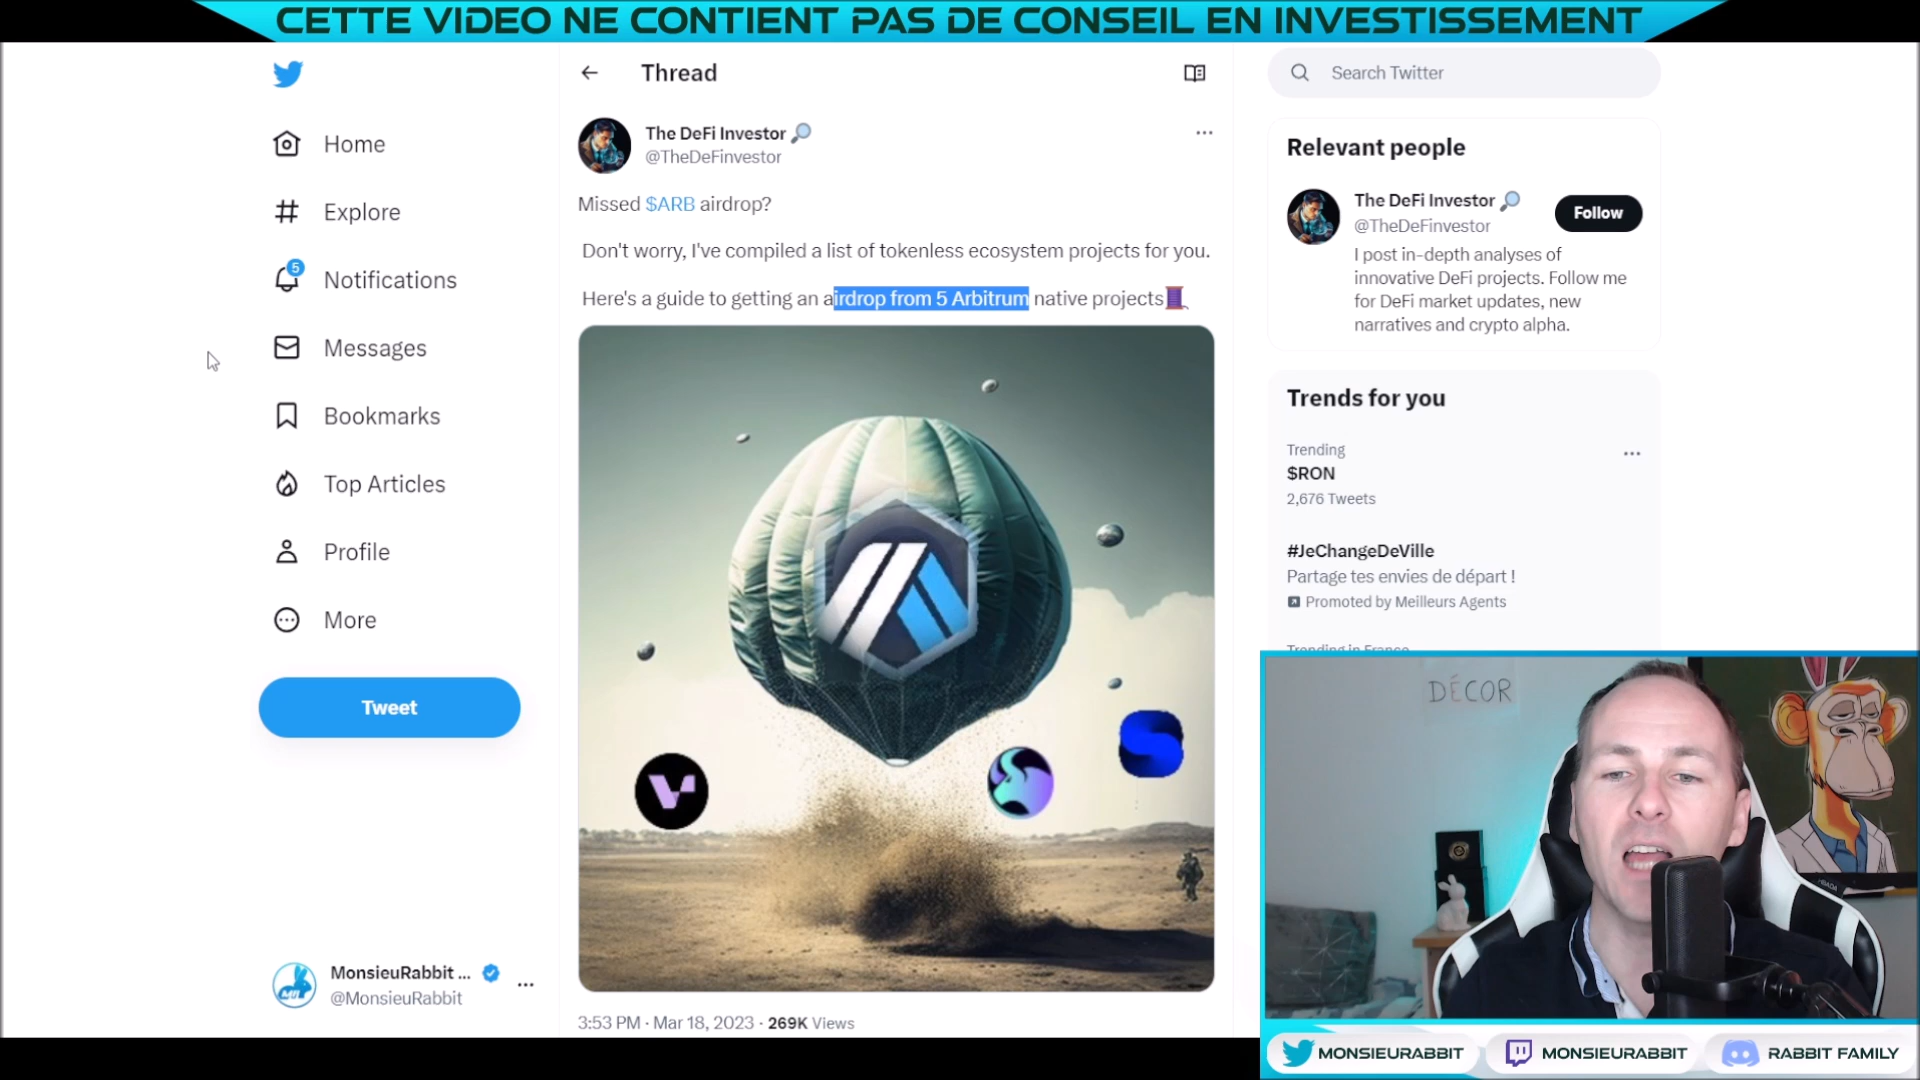 CETTE VIDEO NE CONTIENT PAS DE CONSEIL EN INVESTISSEMENT
Home
Explore
5
Notifications
Messages
Bookmarks
Top Articles
Profile
More
Tweet
MonsieuRabbit ...
@MonsieuRabbit
Thread
The DeFi Investor
@TheDeFinvestor
Missed $ARB airdrop?
Don't worry, I've compiled a list of tokenless ecosystem projects for you.
Here's a guide to getting an airdrop from 5 Arbitrum native projects
3:53 PM · Mar 18, 2023 · 269K Views
Search Twitter
Relevant people
The DeFi Investor
@TheDeFinvestor
Follow
I post in-depth analyses of
innovative DeFi projects. Follow me
for DeFi market updates, new
narratives and crypto alpha.
Trends for you
Trending
$RON
2,676 Tweets
#JeChangeDeVille
Partage tes envies de départ !
Promoted by Meilleurs Agents
Trending in France
DÉCOR
MONSIEURABBIT
MONSIEURABBIT
RABBIT FAMILY